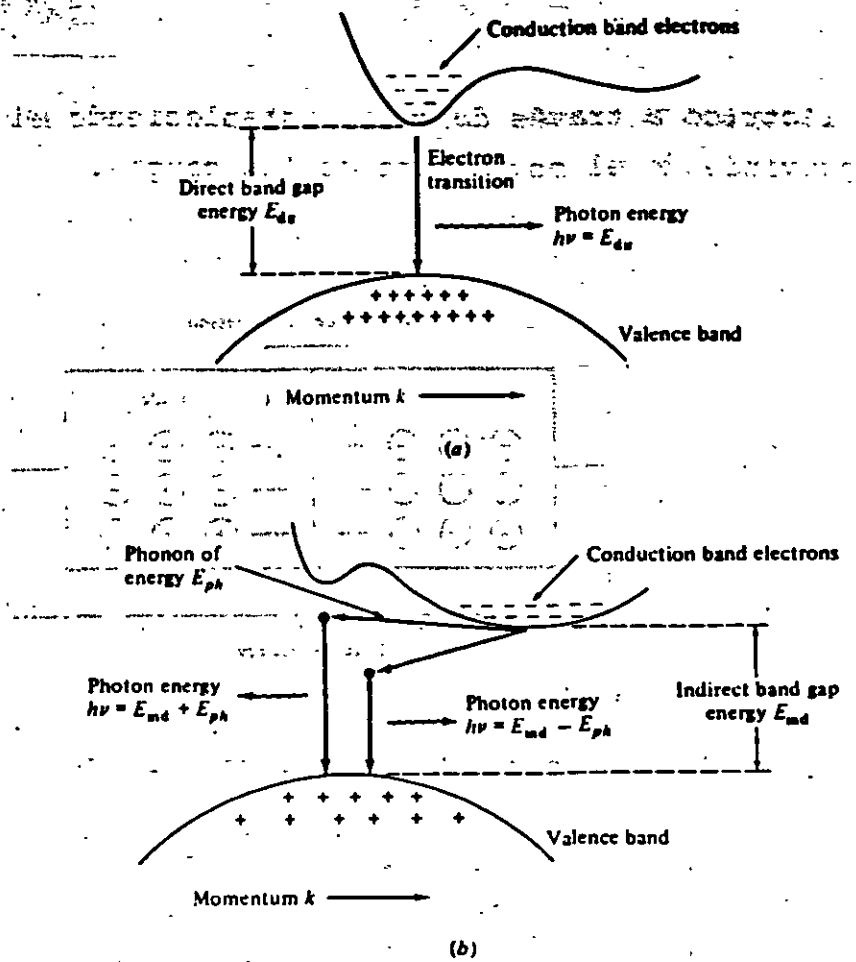 Conduction band electrons
Electron
transition
Direct band gap
energy E_dg
Photon energy
hν = E_dg
+ + + + + +
+ + + + + + + + +
Valence band
Momentum k
(a)
Phonon of
energy E_ph
Conduction band electrons
Photon energy
hν = E_ind + E_ph
Photon energy
hν = E_ind − E_ph
Indirect band gap
energy E_ind
+ + + + +
+ + + + + +
Valence band
Momentum k
(b)